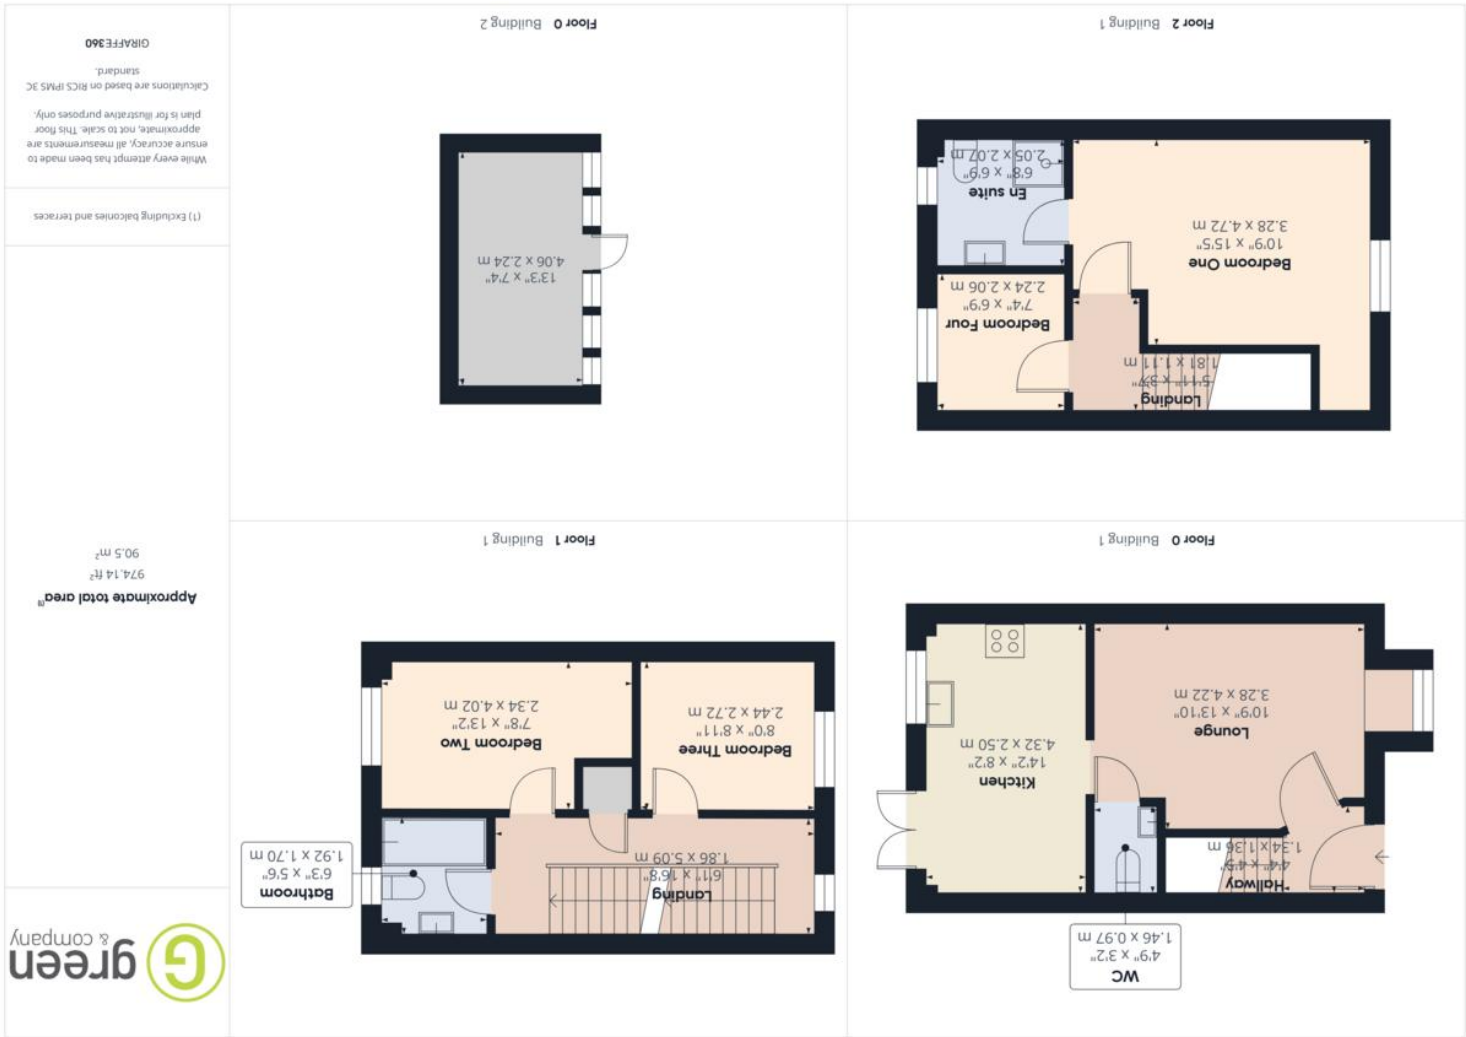 WC
4'9" x 3'2"
1.46 x 0.97 m
Hallway
4'4" x 4'5"
1.34 x 1.36 m
Kitchen
14'2" x 8'2"
4.32 x 2.50 m
Lounge
10'9" x 13'10"
3.28 x 4.22 m
Floor 0 Building 1
Landing
6'1" x 16'8"
1.86 x 5.09 m
Bathroom
6'3" x 5'6"
1.92 x 1.70 m
Bedroom Three
8'0" x 8'11"
2.44 x 2.72 m
Bedroom Two
7'8" x 13'2"
2.34 x 4.02 m
Floor 1 Building 1
Landing
5'11" x 3'7"
1.81 x 1.11 m
Bedroom Four
7'4" x 6'9"
2.24 x 2.06 m
Bedroom One
10'9" x 15'5"
3.28 x 4.72 m
En suite
6'8" x 6'9"
2.05 x 2.07 m
Floor 2 Building 1
13'3" x 7'4"
4.06 x 2.24 m
Floor 0 Building 2
G green
& company
Approximate total area(1)
974.14 ft²
90.5 m²
(1) Excluding balconies and terraces
While every attempt has been made to
ensure accuracy, all measurements are
approximate, not to scale. This floor
plan is for illustrative purposes only.
Calculations are based on RICS IPMS 3C
standard.
GIRAFFE360